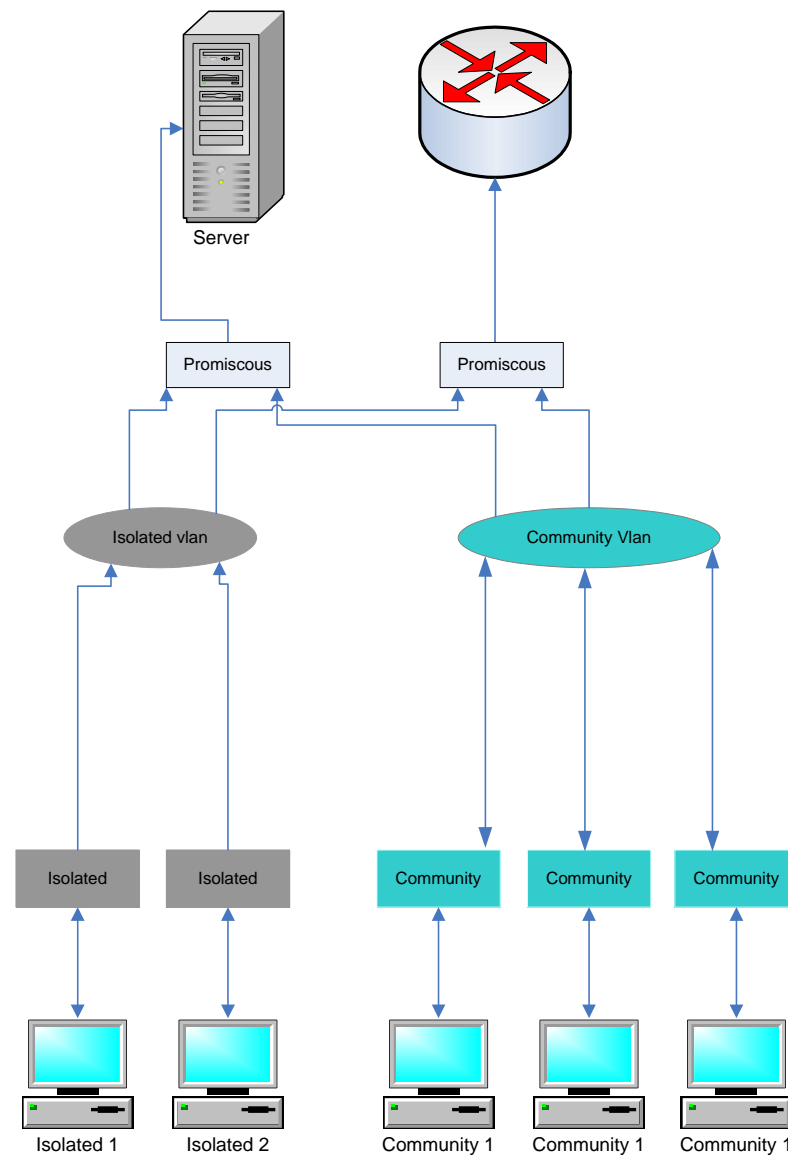 Server
Promiscous
Promiscous
Isolated vlan
Community Vlan
Isolated
Isolated
Community
Community
Community
Isolated 1
Isolated 2
Community 1
Community 1
Community 1